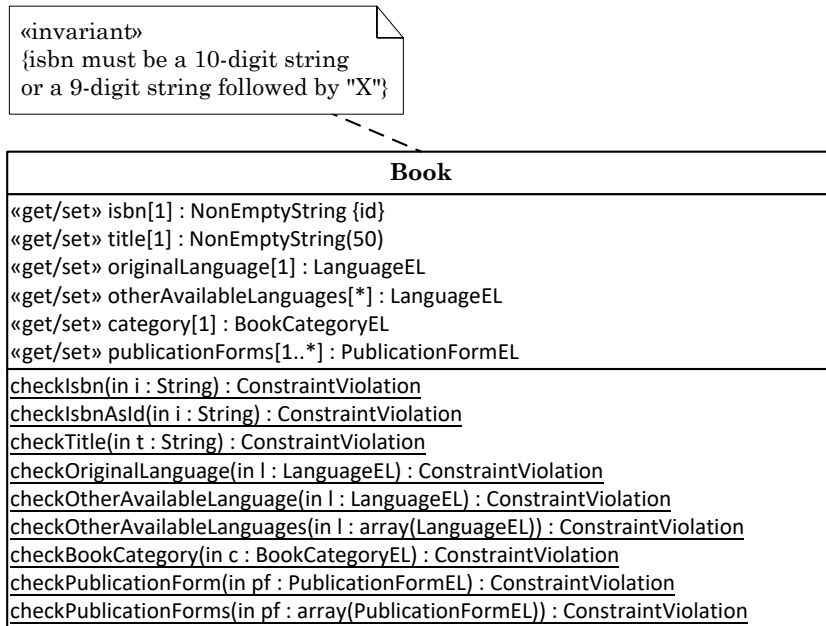 «invariant»
{isbn must be a 10-digit string
or a 9-digit string followed by "X"}
Book
«get/set» isbn[1] : NonEmptyString {id}
«get/set» title[1] : NonEmptyString(50)
«get/set» originalLanguage[1] : LanguageEL
«get/set» otherAvailableLanguages[*] : LanguageEL
«get/set» category[1] : BookCategoryEL
«get/set» publicationForms[1..*] : PublicationFormEL
checkIsbn(in i : String) : ConstraintViolation
checkIsbnAsId(in i : String) : ConstraintViolation
checkTitle(in t : String) : ConstraintViolation
checkOriginalLanguage(in l : LanguageEL) : ConstraintViolation
checkOtherAvailableLanguage(in l : LanguageEL) : ConstraintViolation
checkOtherAvailableLanguages(in l : array(LanguageEL)) : ConstraintViolation
checkBookCategory(in c : BookCategoryEL) : ConstraintViolation
checkPublicationForm(in pf : PublicationFormEL) : ConstraintViolation
checkPublicationForms(in pf : array(PublicationFormEL)) : ConstraintViolation